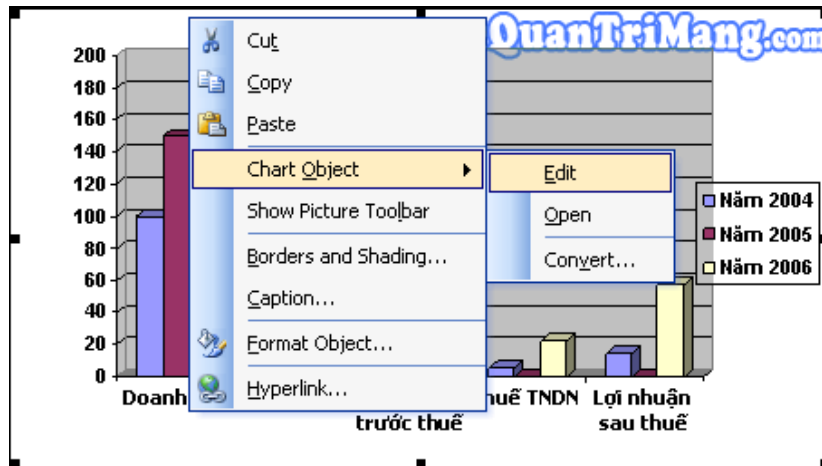 QuanTriMang.com
200
180
160
140
120
100
80
60
40
20
0
Cut
Copy
Paste
Chart Object
Show Picture Toolbar
Borders and Shading...
Caption...
Format Object...
Hyperlink...
Edit
Open
Convert...
Năm 2004
Năm 2005
Năm 2006
Doanh
trước thuế
TNDN
Lợi nhuận
sau thuế